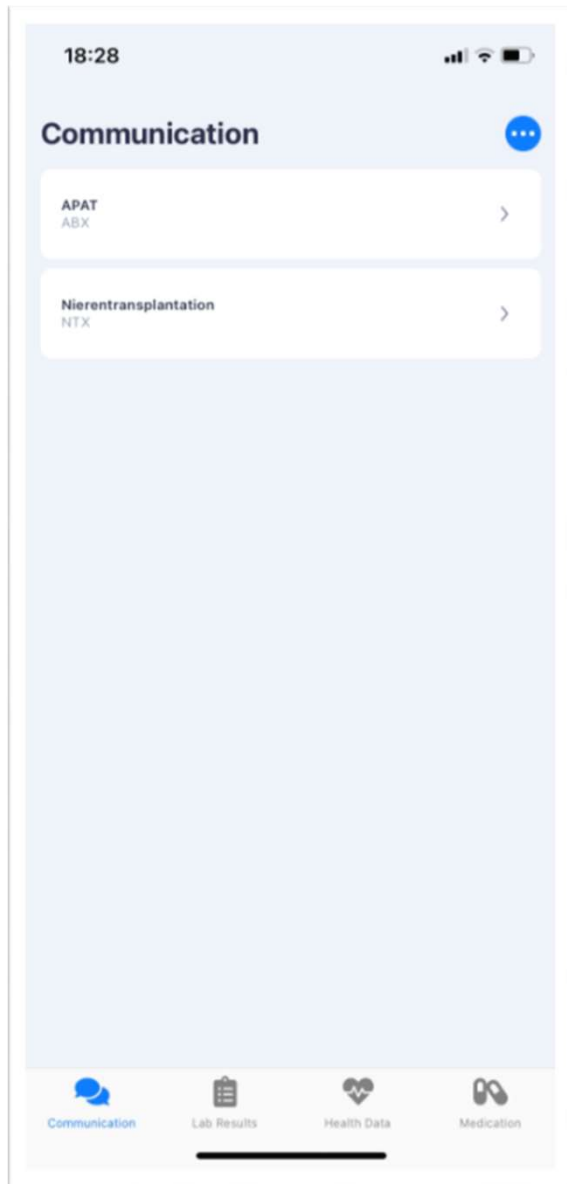 18:28
Communication
APAT
ABX
Nierentransplantation
NTX
Communication Lab Results Health Data Medication